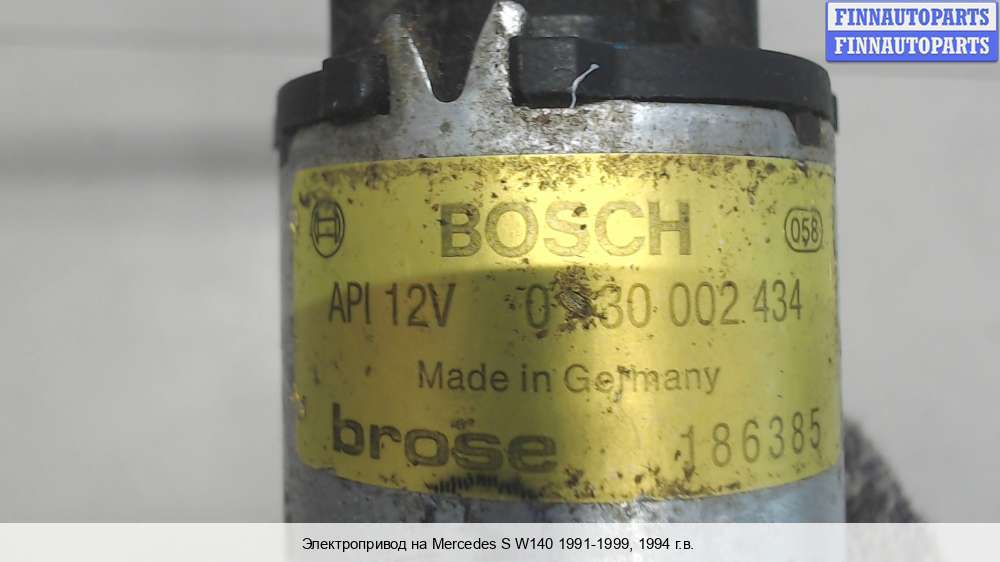 FINNAUTOPARTS
FINNAUTOPARTS
BOSCH
058
API 12V 002 434
Made in Germany
brose 186385
Электропривод на Mercedes S W140 1991-1999, 1994 г.в.